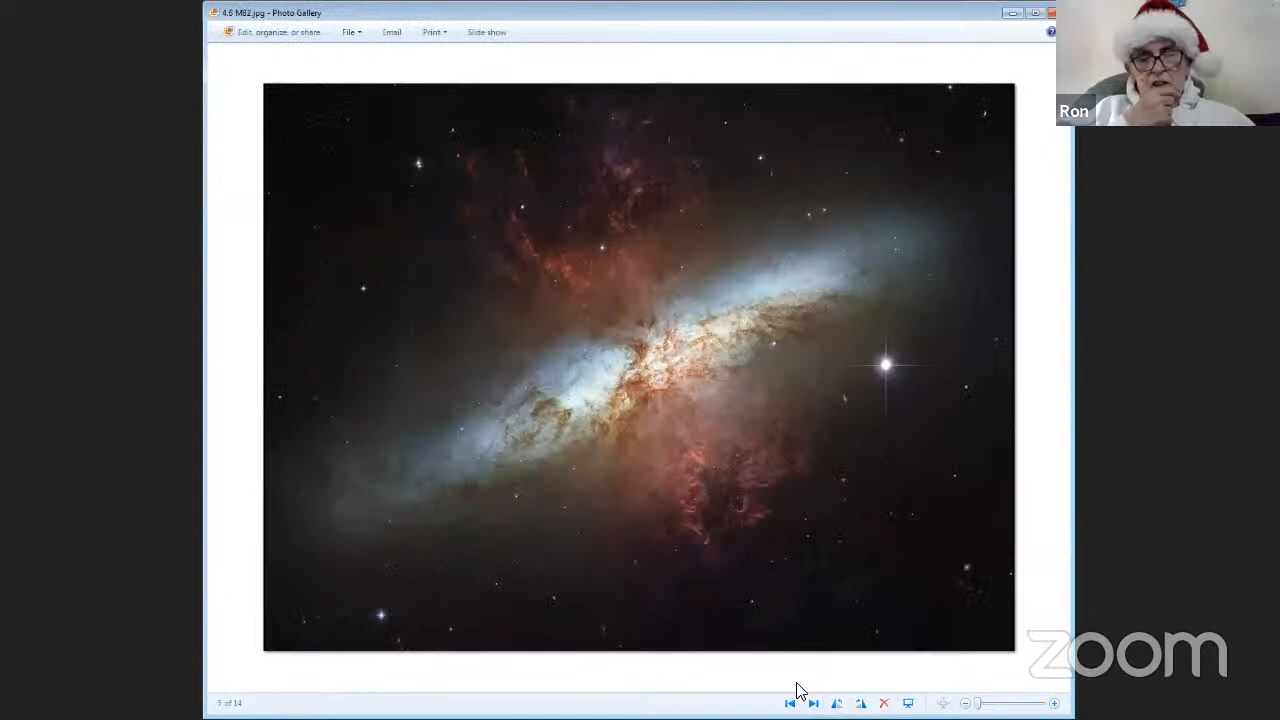 4.6 M82.jpg - Photo Gallery
Edit, organize, or share File Email Print Slide show
Ron
zoom
5 of 14